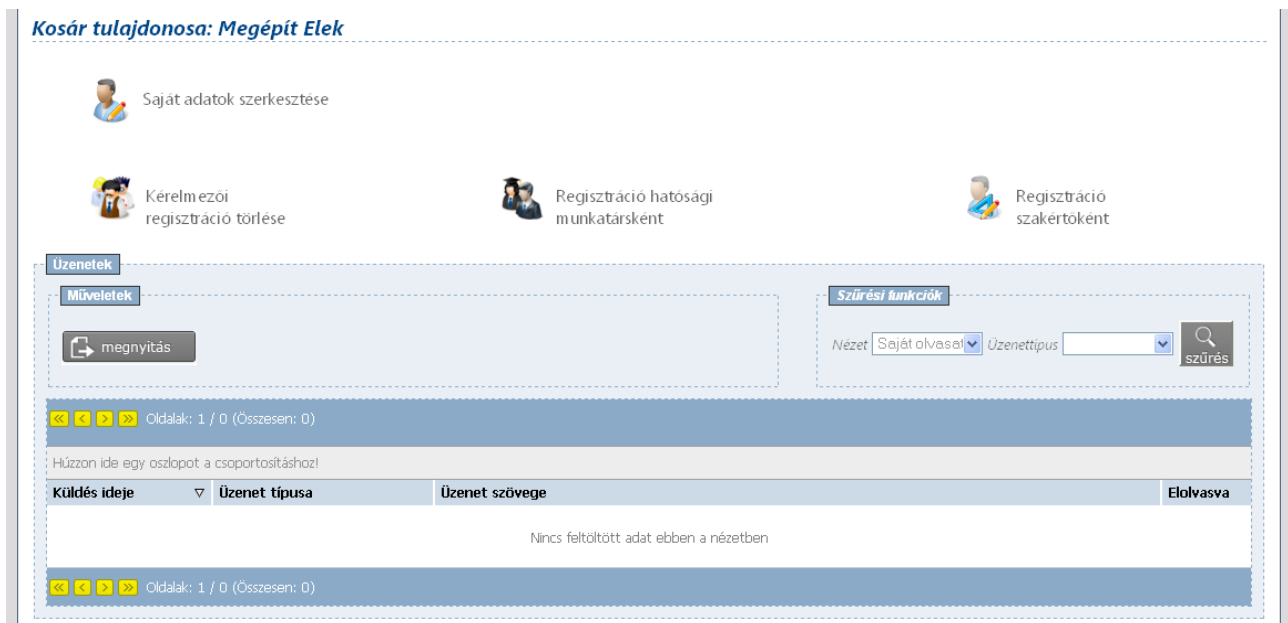 Kosár tulajdonosa: Megépít Elek
Saját adatok szerkesztése
Kérelmezői
regisztráció törlése
Regisztráció hatósági
munkatársként
Regisztráció
szakértőként
Üzenetek
Műveletek
Szűrési funkciók
megnyitás
Nézet Saját olvasat Üzenettípus
szűrés
Oldalak: 1 / 0 (Összesen: 0)
Húzzon ide egy oszlopot a csoportosításhoz!
Küldés ideje Üzenet típusa Üzenet szövege Elolvasva
Nincs feltöltött adat ebben a nézetben
Oldalak: 1 / 0 (Összesen: 0)